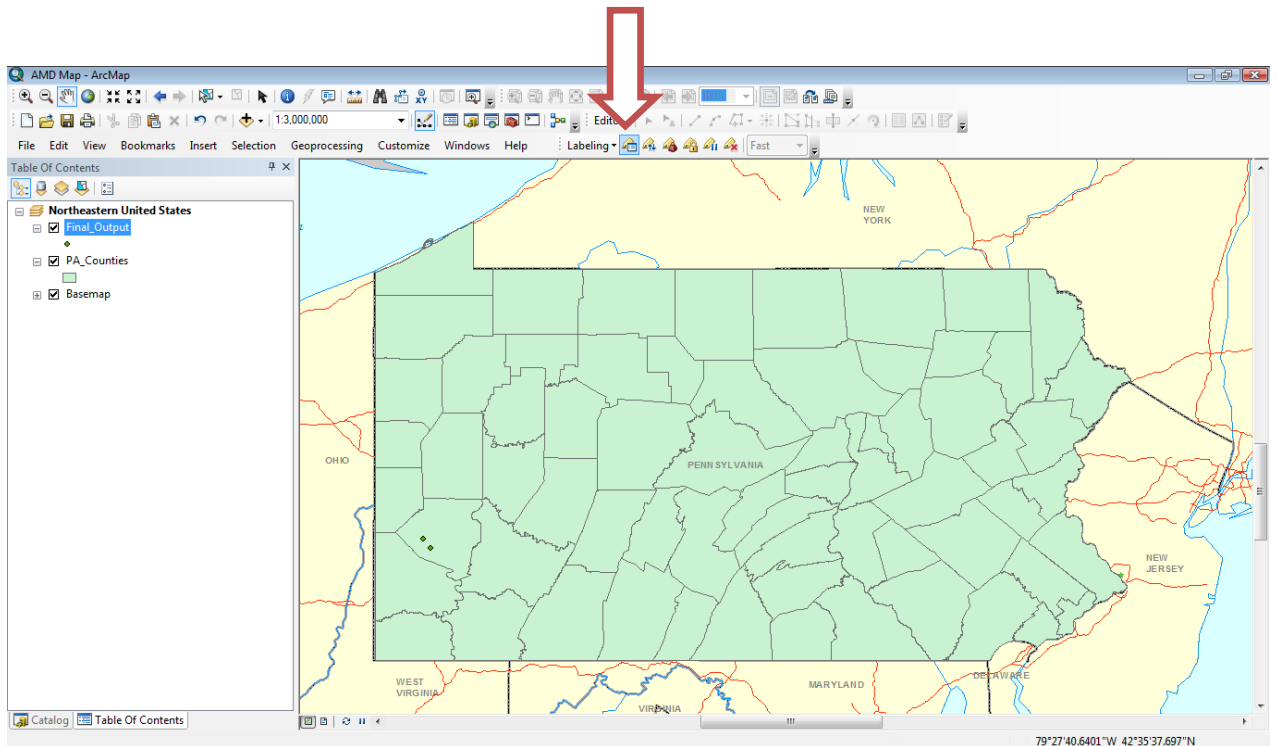 AMD Map - ArcMap
1:3,000,000
File Edit View Bookmarks Insert Selection Geoprocessing Customize Windows Help Labeling Fast
Table Of Contents
Northeastern United States
Final_Output
PA_Counties
Basemap
NEW
YORK
OHIO
PENNSYLVANIA
NEW
JERSEY
WEST
VIRGINIA
MARYLAND
DELAWARE
VIRGINIA
Catalog Table Of Contents
79°27'40.6401"W 42°35'37.697"N